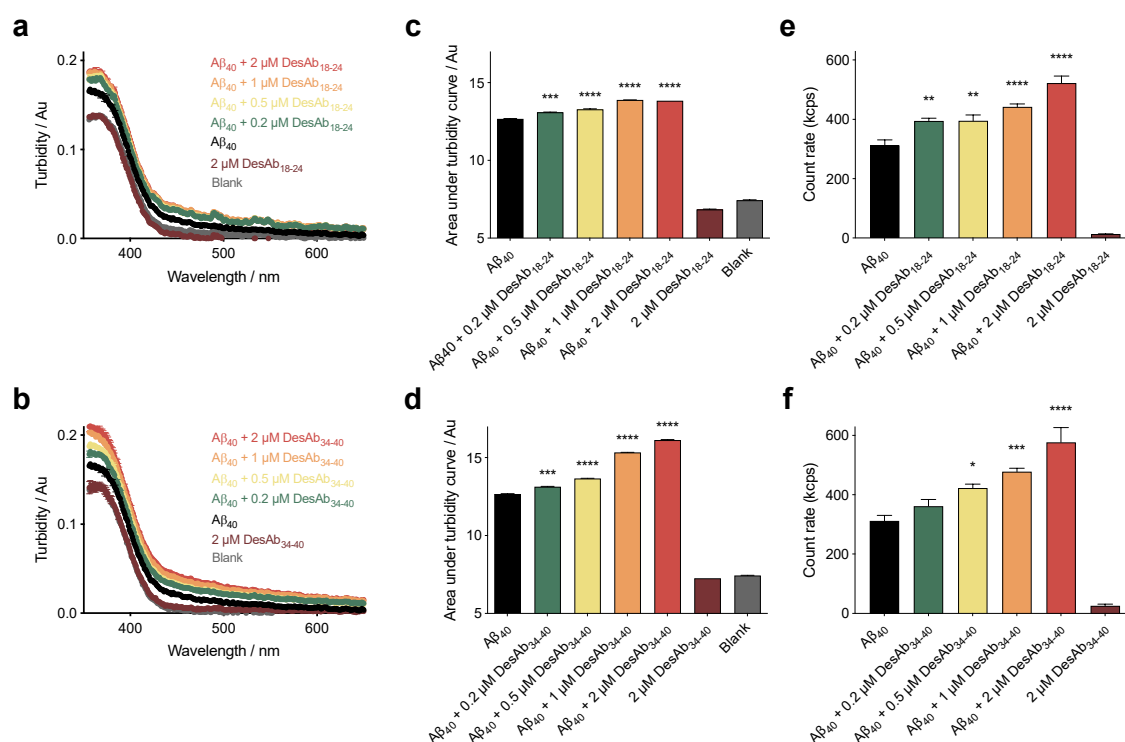 a
0.2
0.1
0.0
Turbidity / Au
400 500 600
Wavelength / nm
Aβ₄₀ + 2 µM DesAb₁₈₋₂₄
Aβ₄₀ + 1 µM DesAb₁₈₋₂₄
Aβ₄₀ + 0.5 µM DesAb₁₈₋₂₄
Aβ₄₀ + 0.2 µM DesAb₁₈₋₂₄
Aβ₄₀
2 µM DesAb₁₈₋₂₄
Blank
c
Area under turbidity curve / Au
15
10
5
*** **** **** ****
Aβ₄₀
Aβ40 + 0.2 µM DesAb₁₈₋₂₄
Aβ₄₀ + 0.5 µM DesAb₁₈₋₂₄
Aβ₄₀ + 1 µM DesAb₁₈₋₂₄
Aβ₄₀ + 2 µM DesAb₁₈₋₂₄
2 µM DesAb₁₈₋₂₄
Blank
e
Count rate (kcps)
600
400
200
0
** ** **** ****
Aβ₄₀
Aβ₄₀ + 0.2 µM DesAb₁₈₋₂₄
Aβ₄₀ + 0.5 µM DesAb₁₈₋₂₄
Aβ₄₀ + 1 µM DesAb₁₈₋₂₄
Aβ₄₀ + 2 µM DesAb₁₈₋₂₄
2 µM DesAb₁₈₋₂₄
b
0.2
0.1
0.0
Turbidity / Au
400 500 600
Wavelength / nm
Aβ₄₀ + 2 µM DesAb₃₄₋₄₀
Aβ₄₀ + 1 µM DesAb₃₄₋₄₀
Aβ₄₀ + 0.5 µM DesAb₃₄₋₄₀
Aβ₄₀ + 0.2 µM DesAb₃₄₋₄₀
Aβ₄₀
2 µM DesAb₃₄₋₄₀
Blank
d
Area under turbidity curve / Au
15
10
5
*** **** **** ****
Aβ₄₀
Aβ₄₀ + 0.2 µM DesAb₃₄₋₄₀
Aβ₄₀ + 0.5 µM DesAb₃₄₋₄₀
Aβ₄₀ + 1 µM DesAb₃₄₋₄₀
Aβ₄₀ + 2 µM DesAb₃₄₋₄₀
2 µM DesAb₃₄₋₄₀
Blank
f
Count rate (kcps)
600
400
200
0
* *** ****
Aβ₄₀
Aβ₄₀ + 0.2 µM DesAb₃₄₋₄₀
Aβ₄₀ + 0.5 µM DesAb₃₄₋₄₀
Aβ₄₀ + 1 µM DesAb₃₄₋₄₀
Aβ₄₀ + 2 µM DesAb₃₄₋₄₀
2 µM DesAb₃₄₋₄₀